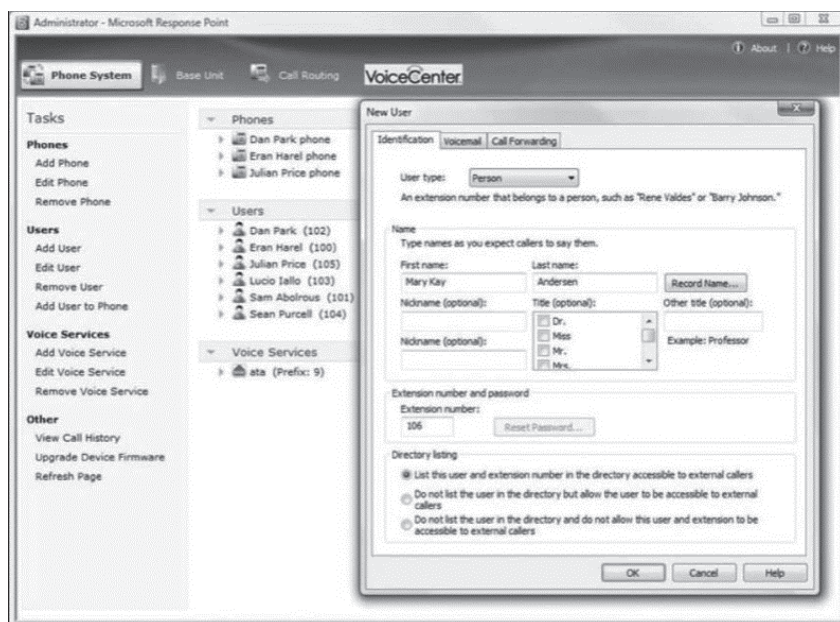 Administrator - Microsoft Response Point
About | Help
Phone System
Base Unit
Call Routing
VoiceCenter
Tasks
Phones
Add Phone
Edit Phone
Remove Phone
Users
Add User
Edit User
Remove User
Add User to Phone
Voice Services
Add Voice Service
Edit Voice Service
Remove Voice Service
Other
View Call History
Upgrade Device Firmware
Refresh Page
Phones
Dan Park phone
Eran Harel phone
Julian Price phone
Users
Dan Park (102)
Eran Harel (100)
Julian Price (105)
Lucio Iallo (103)
Sam Abolrous (101)
Sean Purcell (104)
Voice Services
ata (Prefix: 9)
New User
Identification Voicemail Call Forwarding
User type: Person
An extension number that belongs to a person, such as "Rene Valdes" or "Barry Johnson."
Name
Type names as you expect callers to say them.
First name: Last name:
Mary Kay Andersen Record Name...
Nickname (optional): Title (optional): Other title (optional):
Dr.
Miss
Nickname (optional): Mr. Example: Professor
Mrs.
Extension number and password
Extension number:
106 Reset Password...
Directory listing
List this user and extension number in the directory accessible to external callers
Do not list the user in the directory but allow the user to be accessible to external
callers
Do not list the user in the directory and do not allow this user and extension to be
accessible to external callers
OK Cancel Help